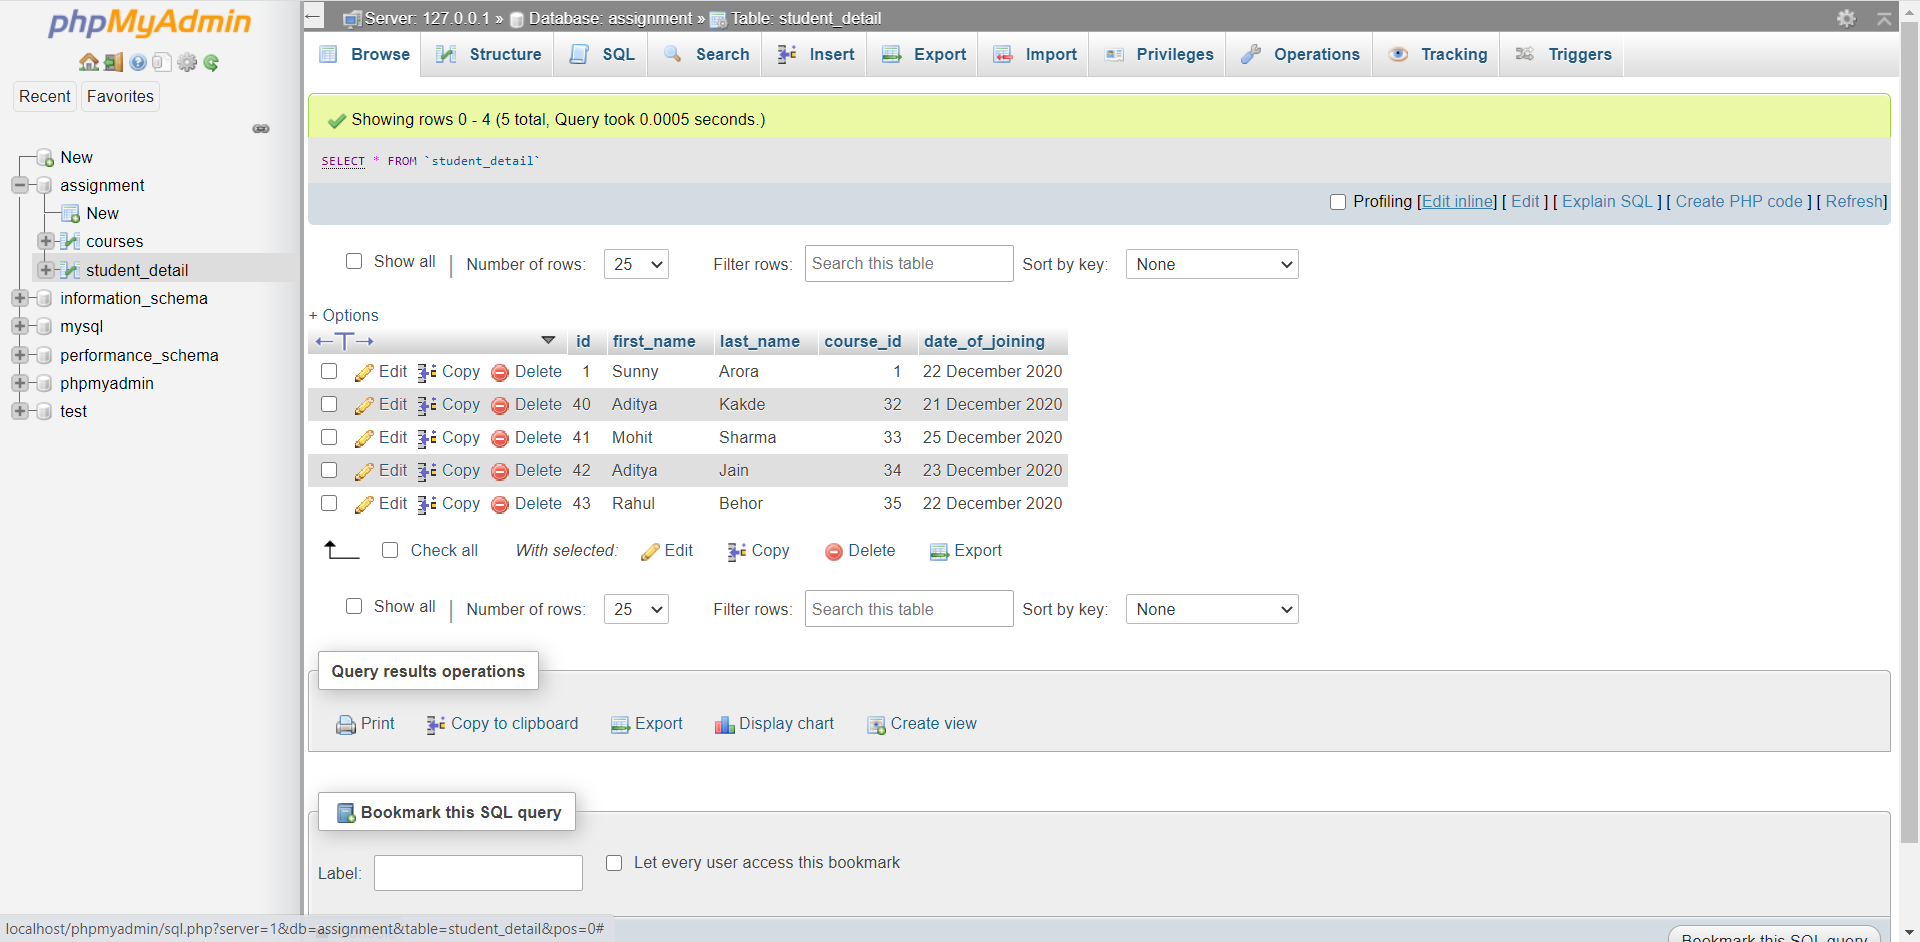 phpMyAdmin
Recent Favorites
New
assignment
New
courses
student_detail
information_schema
mysql
performance_schema
phpmyadmin
test
Server: 127.0.0.1 » Database: assignment » Table: student_detail
Browse Structure SQL Search Insert Export Import Privileges Operations Tracking Triggers
Showing rows 0 - 4 (5 total, Query took 0.0005 seconds.)
SELECT * FROM `student_detail`
Profiling [Edit inline] [ Edit ] [ Explain SQL ] [ Create PHP code ] [ Refresh]
Show all | Number of rows: 25 Filter rows: Search this table Sort by key: None
+ Options
←T→ id first_name last_name course_id date_of_joining
Edit Copy Delete 1 Sunny Arora 1 22 December 2020
Edit Copy Delete 40 Aditya Kakde 32 21 December 2020
Edit Copy Delete 41 Mohit Sharma 33 25 December 2020
Edit Copy Delete 42 Aditya Jain 34 23 December 2020
Edit Copy Delete 43 Rahul Behor 35 22 December 2020
Check all With selected: Edit Copy Delete Export
Show all | Number of rows: 25 Filter rows: Search this table Sort by key: None
Query results operations
Print Copy to clipboard Export Display chart Create view
Bookmark this SQL query
Label: Let every user access this bookmark
Bookmark this SQL query
localhost/phpmyadmin/sql.php?server=1&db=assignment&table=student_detail&pos=0#